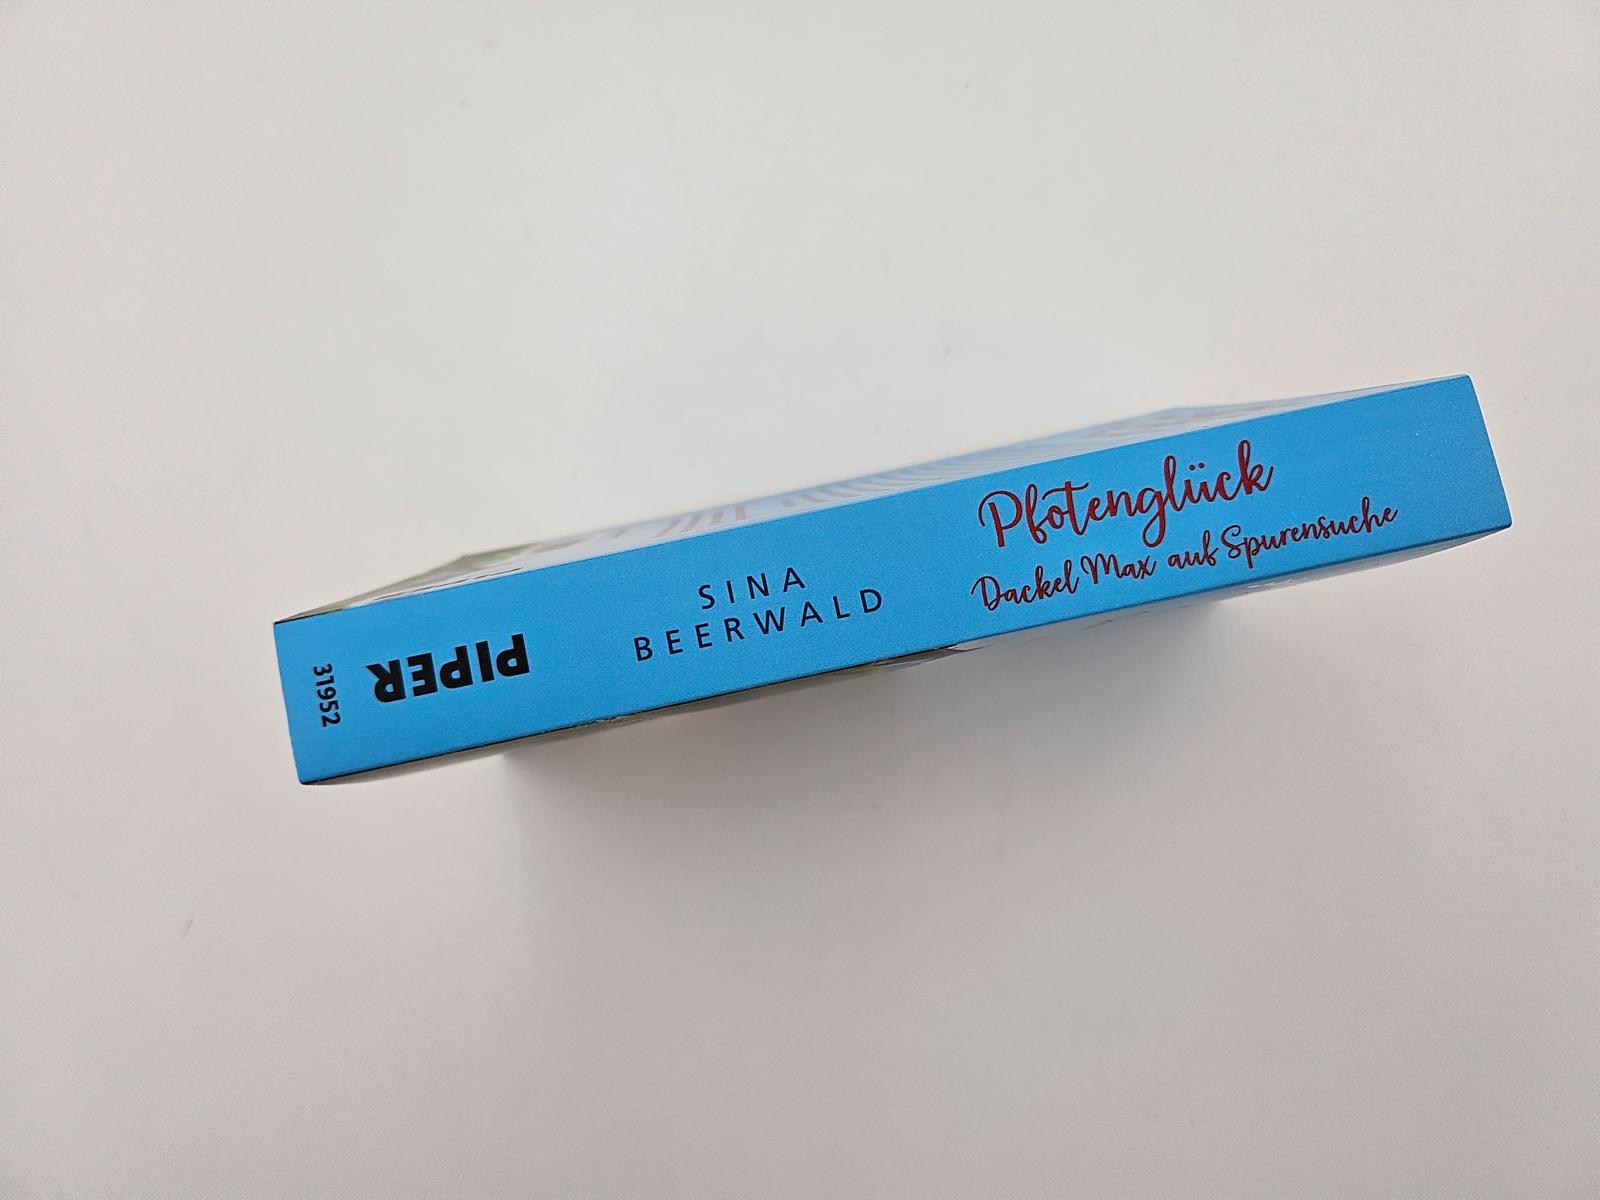 SINA
BEERWALD
Pfotenglück
Dackel Max auf Spurensuche
PIPER
31952